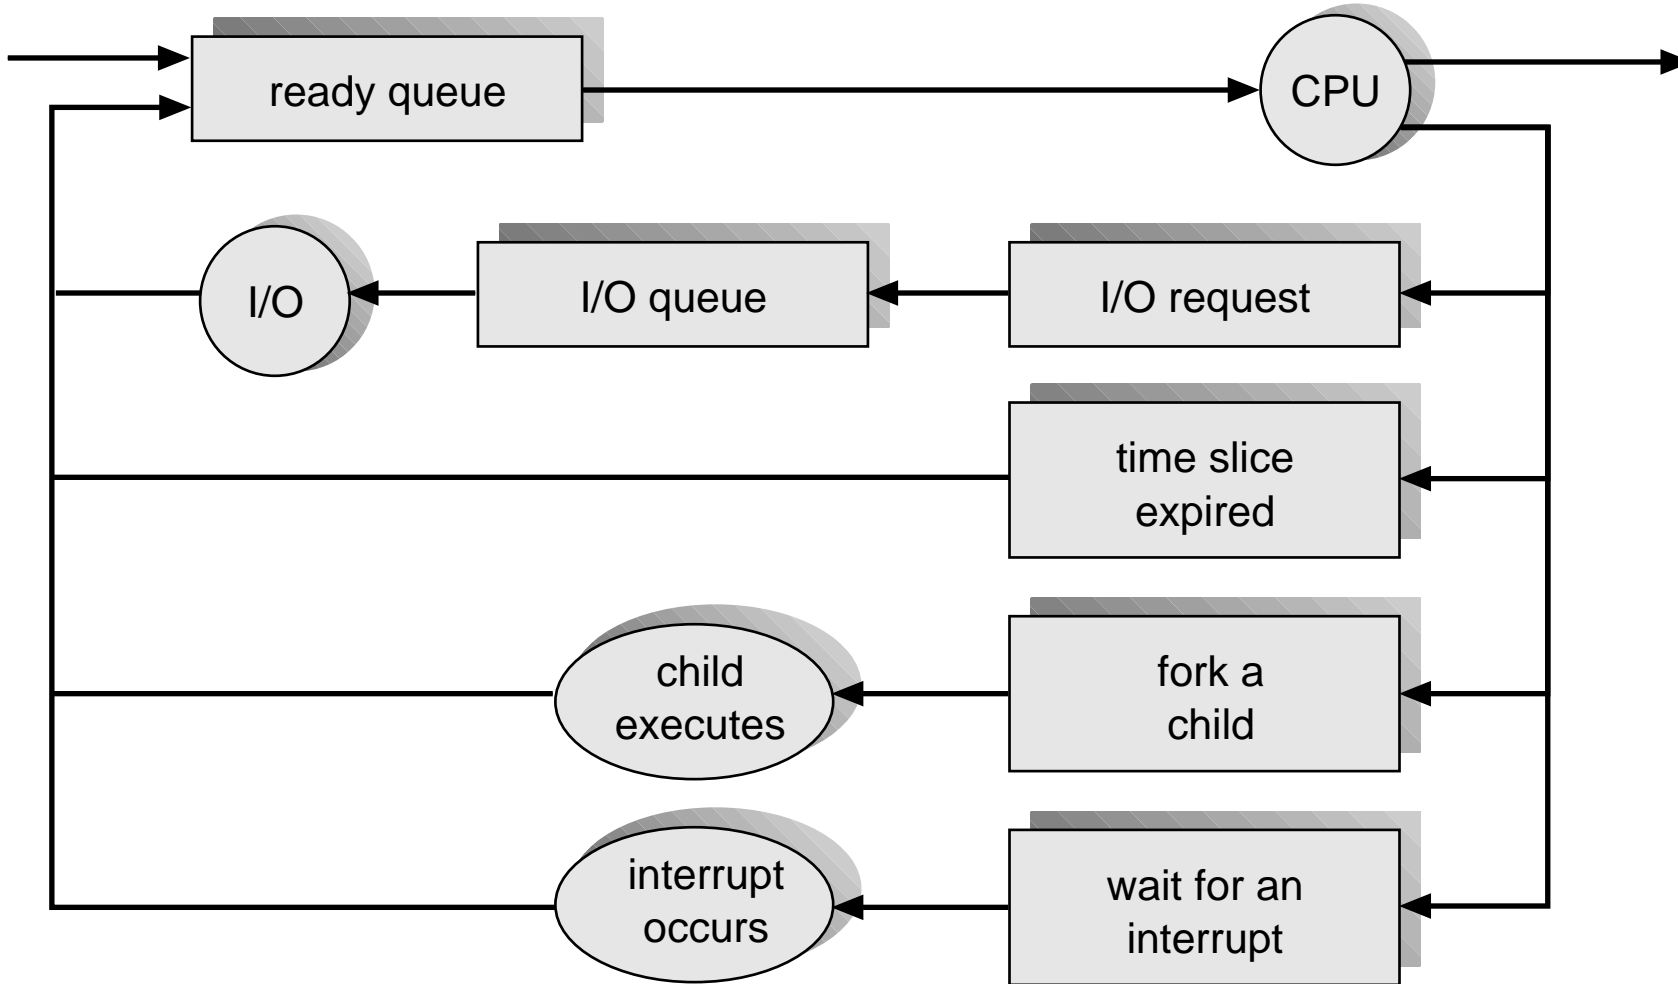 ready queue
CPU
I/O
I/O queue
I/O request
time slice
expired
child
executes
fork a
child
interrupt
occurs
wait for an
interrupt